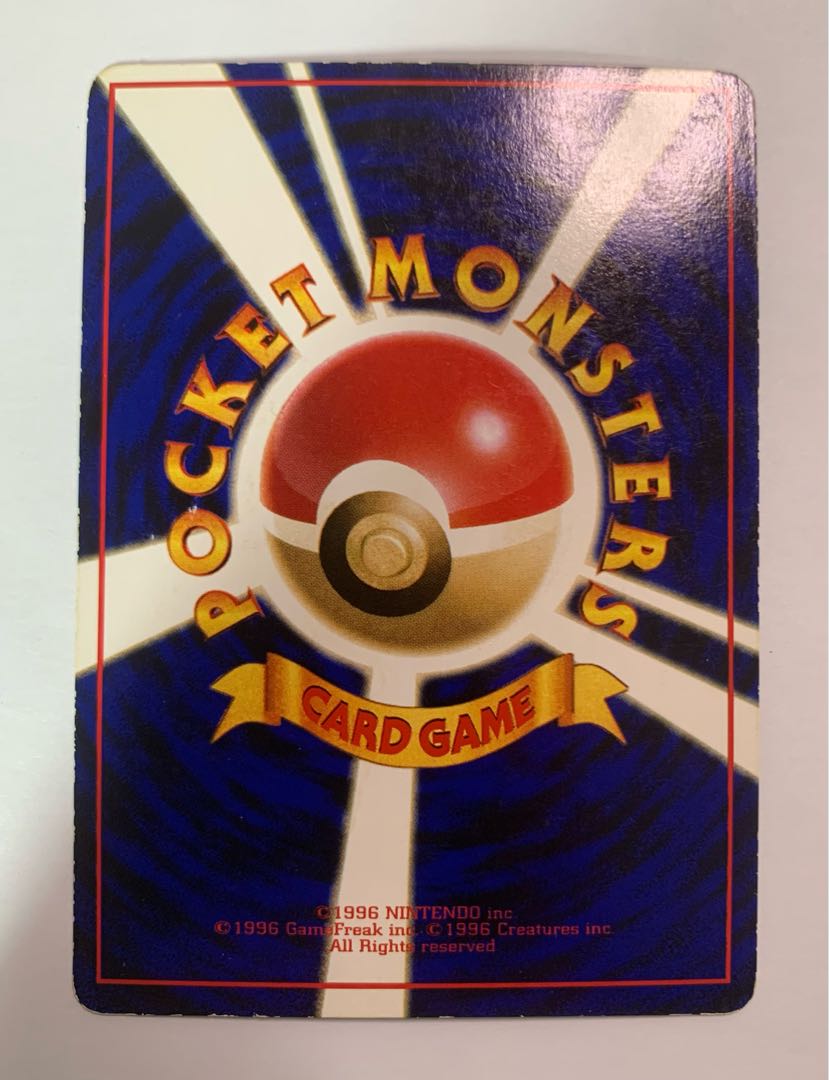 POCKET MONSTERS
CARD GAME
©1996 NINTENDO inc.
©1996 GameFreak inc. ©1996 Creatures inc.
All Rights reserved